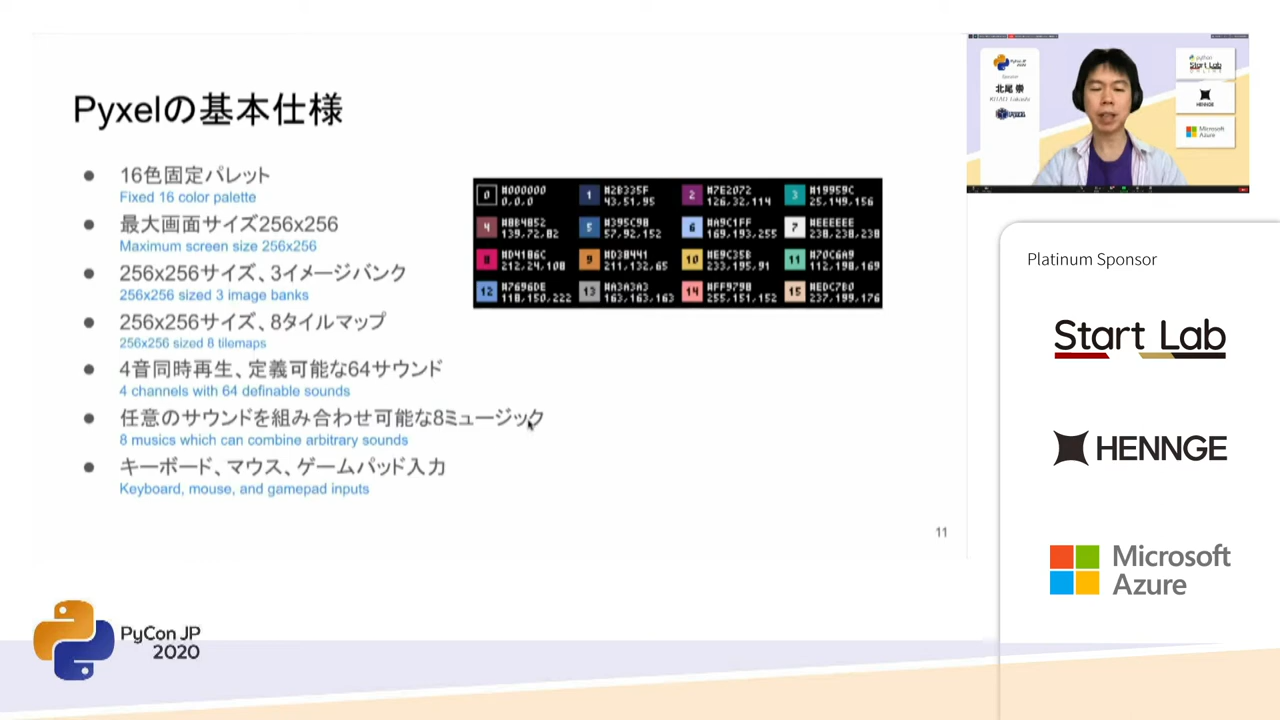 Pyxelの基本仕様
● 16色固定パレット
Fixed 16 color palette
● 最大画面サイズ256x256
Maximum screen size 256x256
● 256x256サイズ、3イメージバンク
256x256 sized 3 image banks
● 256x256サイズ、8タイルマップ
256x256 sized 8 tilemaps
● 4音同時再生、定義可能な64サウンド
4 channels with 64 definable sounds
● 任意のサウンドを組み合わせ可能な8ミュージック
8 musics which can combine arbitrary sounds
● キーボード、マウス、ゲームパッド入力
Keyboard, mouse, and gamepad inputs
0 #000000 1 #2B335F 2 #7E2072 3 #19959C
0,0,0 43,51,95 126,32,114 25,149,156
4 #8B4852 5 #395C98 6 #A9C1FF 7 #EEEEEE
139,72,82 57,92,152 169,193,255 238,238,238
8 #D4186C 9 #D38441 10 #E9C35B 11 #70C6A9
212,24,108 211,132,65 233,195,91 112,198,169
12 #7696DE 13 #A3A3A3 14 #FF9798 15 #EDC7B0
118,150,222 163,163,163 255,151,152 237,199,176
11
PyCon JP
2020
北尾 崇
KITAO Takashi
python
Start Lab
ONLINE
HENNGE
Microsoft
Azure
Platinum Sponsor
Start Lab
HENNGE
Microsoft
Azure
PyCon JP
2020